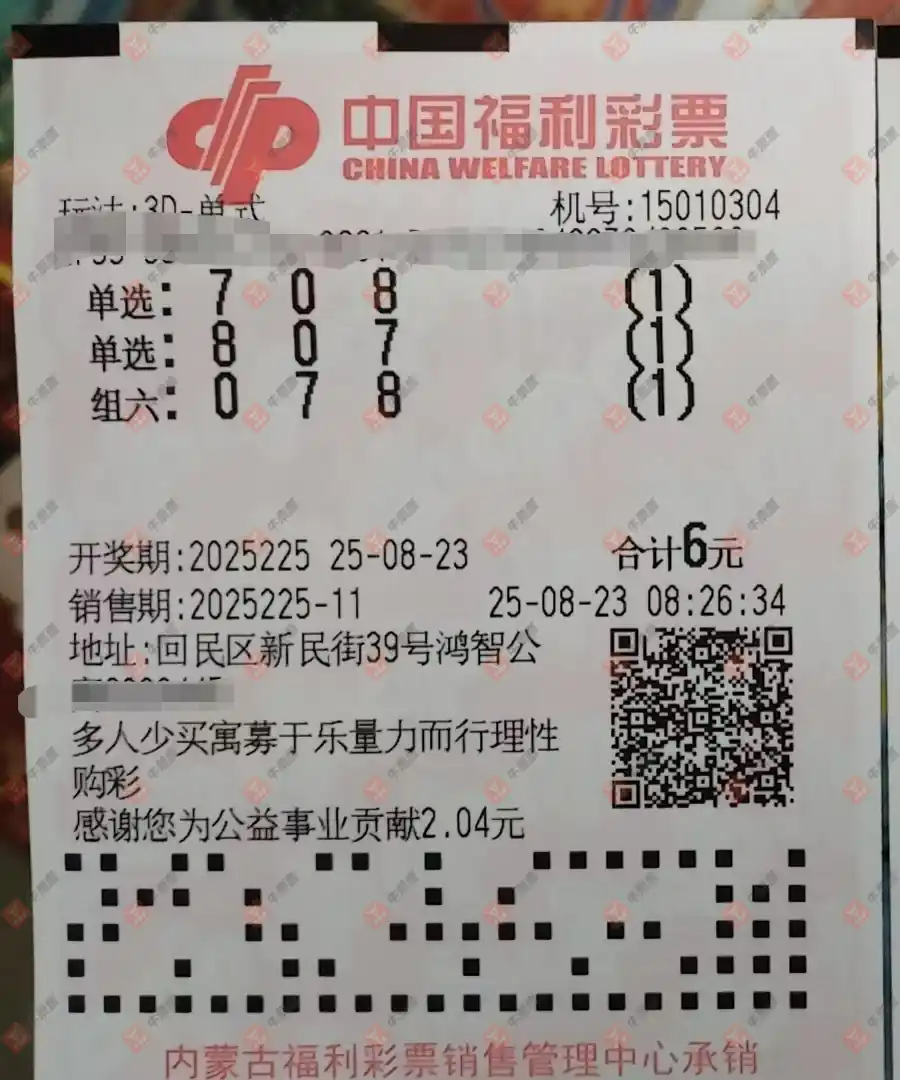 中国福利彩票
CHINA WELFARE LOTTERY
玩法:3D-单式 机号:15010304
单选: 7 0 8 (1)
单选: 8 0 7 (1)
组六: 0 7 8 (1)
开奖期:2025225 25-08-23 合计6元
销售期:2025225-11 25-08-23 08:26:34
地址:回民区新民街39号鸿智公
多人少买寓募于乐量力而行理性
购彩
感谢您为公益事业贡献2.04元
内蒙古福利彩票销售管理中心承销